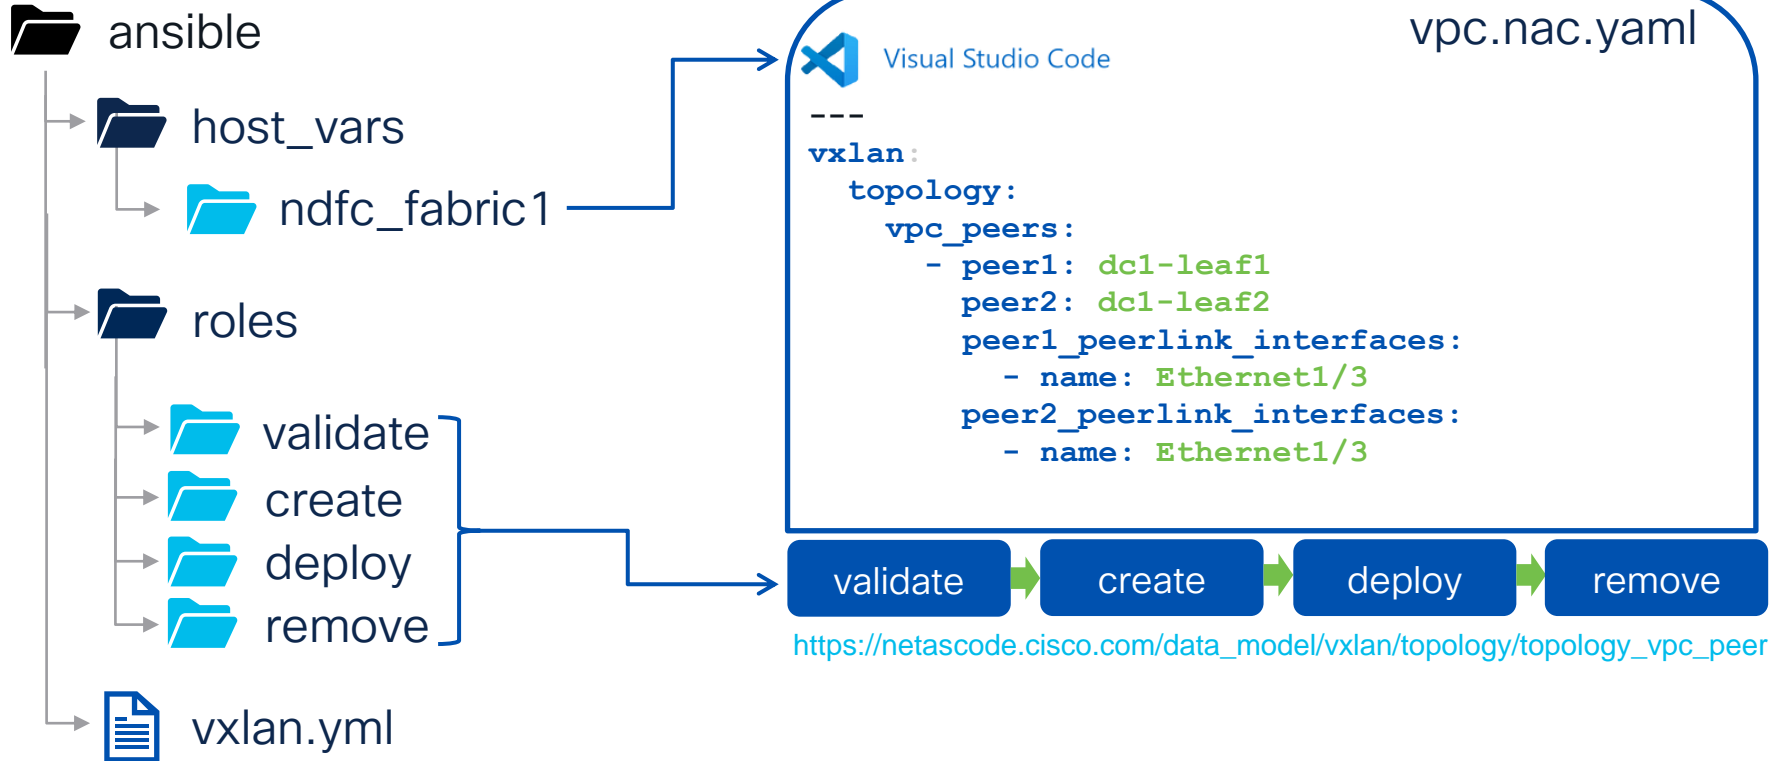 ansible
host_vars
ndfc_fabric1
roles
validate
create
deploy
remove
vxlan.yml
vpc.nac.yaml
Visual Studio Code
---
vxlan:
  topology:
    vpc_peers:
      - peer1: dc1-leaf1
        peer2: dc1-leaf2
        peer1_peerlink_interfaces:
          - name: Ethernet1/3
        peer2_peerlink_interfaces:
          - name: Ethernet1/3
validate create deploy remove
https://netascode.cisco.com/data_model/vxlan/topology/topology_vpc_peer